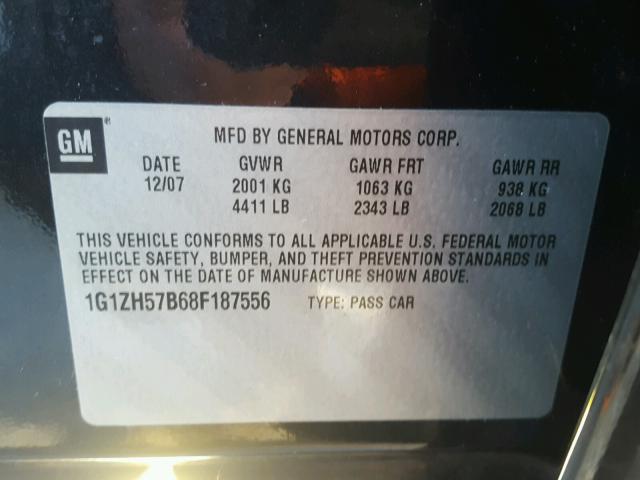 GM
MFD BY GENERAL MOTORS CORP.
DATE GVWR GAWR FRT GAWR RR
12/07 2001 KG 1063 KG 938 KG
4411 LB 2343 LB 2068 LB
THIS VEHICLE CONFORMS TO ALL APPLICABLE U.S. FEDERAL MOTOR
VEHICLE SAFETY, BUMPER, AND THEFT PREVENTION STANDARDS IN
EFFECT ON THE DATE OF MANUFACTURE SHOWN ABOVE.
1G1ZH57B68F187556 TYPE: PASS CAR